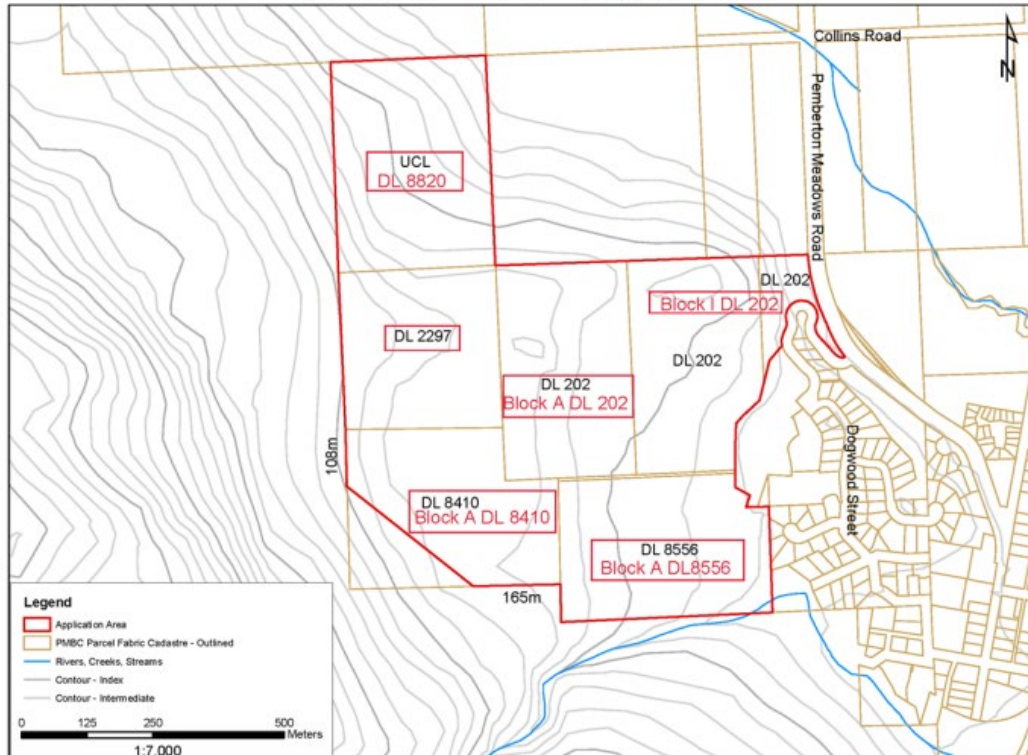 Collins Road
N
Pemberton Meadows Road
UCL
DL 8820
DL 202
Block I DL 202
DL 2297
DL 202
DL 202
Block A DL 202
Dogwood Street
108m
DL 8410
Block A DL 8410
DL 8556
Block A DL8556
165m
Legend
Application Area
PMBC Parcel Fabric Cadastre - Outlined
Rivers, Creeks, Streams
Contour - Index
Contour - Intermediate
0 125 250 500
Meters
1:7,000